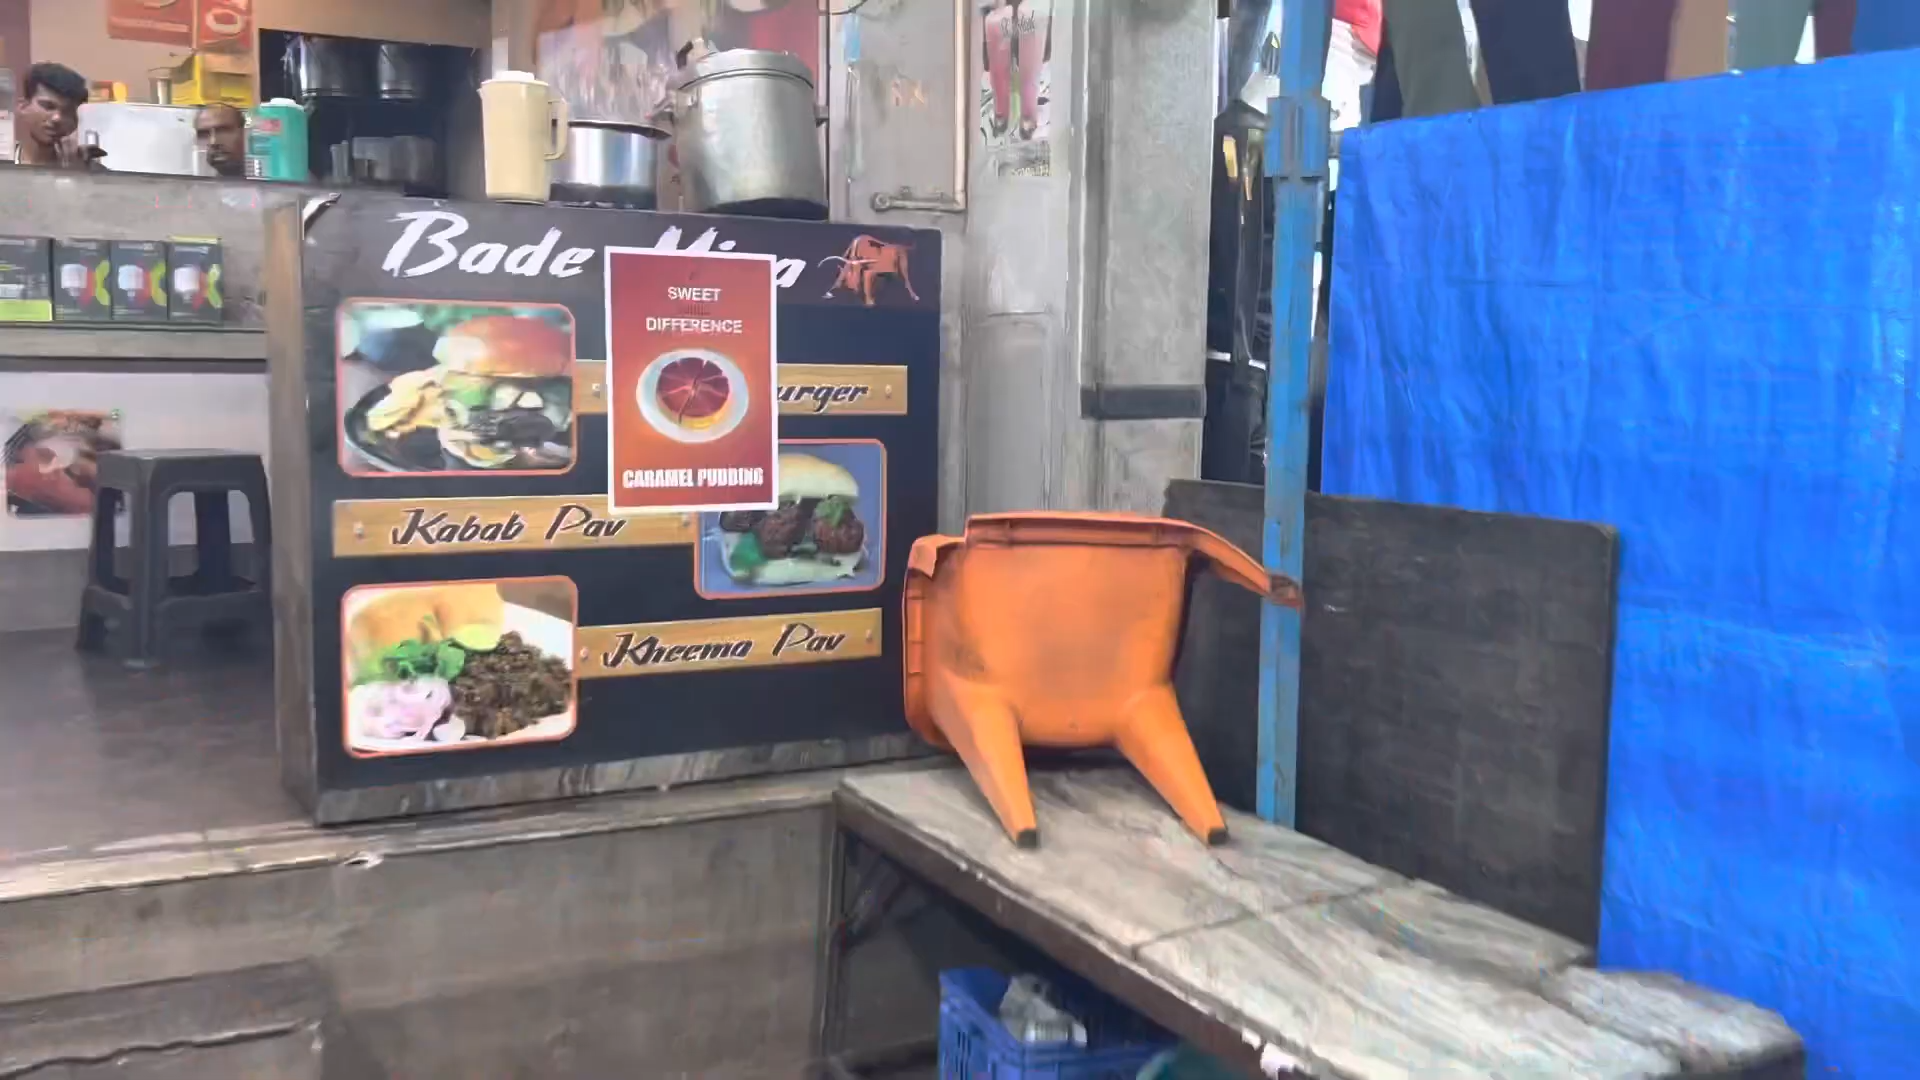 Bade
SWEET
DIFFERENCE
CARAMEL PUDDING
urger
Kabab Pav
Kheema Pav